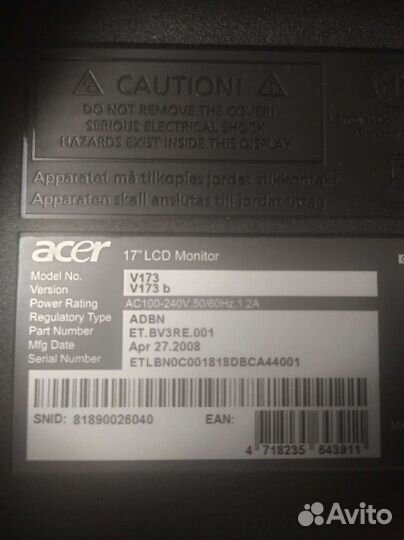 CAUTION!
DO NOT REMOVE THE COVER!
SERIOUS ELECTRICAL SHOCK
HAZARDS EXIST INSIDE THIS DISPLAY
Apparatet må tilkoples jordet stikkontakt.
Apparaten skall anslutas till jordat uttag.
acer 17" LCD Monitor
Model No. V173
Version V173 b
Power Rating AC100-240V,50/60Hz,1.2A
Regulatory Type ADBN
Part Number ET.BV3RE.001
Mfg Date Apr 27.2008
Serial Number ETLBN0C001818DBCA44001
SNID: 81890026040 EAN:
4 718235 643911
Avito